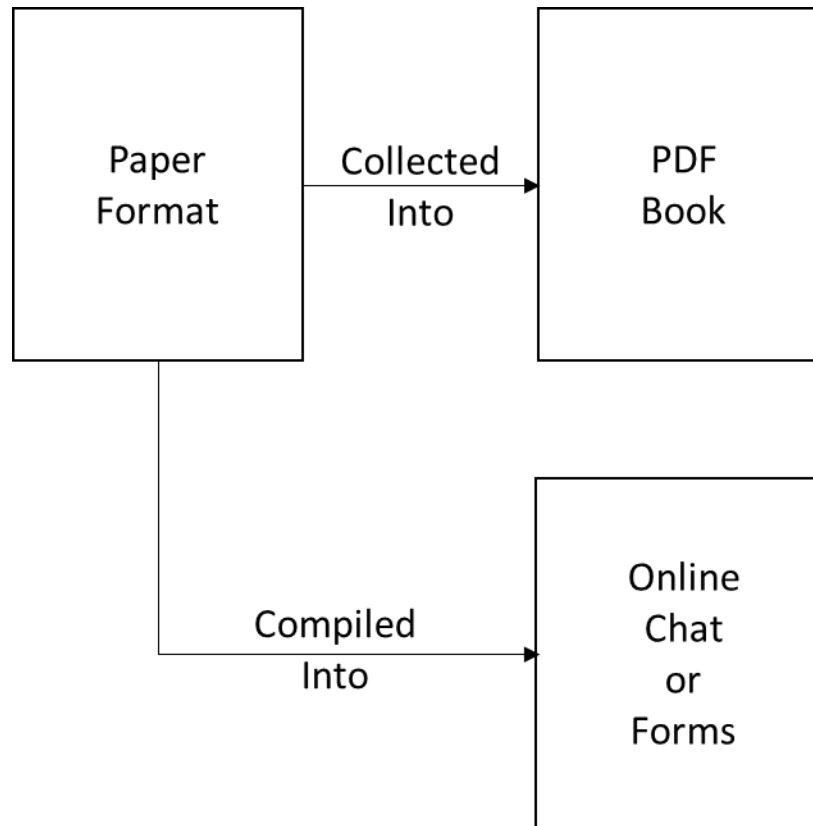 Paper
Format
Collected
Into
PDF
Book
Compiled
Into
Online
Chat
or
Forms